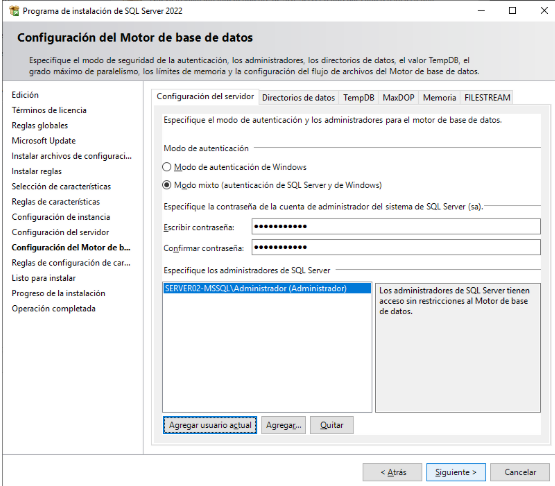 Programa de instalación de SQL Server 2022
Configuración del Motor de base de datos
Especifique el modo de seguridad de la autenticación, los administradores, los directorios de datos, el valor TempDB, el
grado máximo de paralelismo, los límites de memoria y la configuración del flujo de archivos del Motor de base de datos.
Edición
Términos de licencia
Reglas globales
Microsoft Update
Instalar archivos de configuraci...
Instalar reglas
Selección de características
Reglas de características
Configuración de instancia
Configuración del servidor
Configuración del Motor de b...
Reglas de configuración de car...
Listo para instalar
Progreso de la instalación
Operación completada
Configuración del servidor Directorios de datos TempDB MaxDOP Memoria FILESTREAM
Especifique el modo de autenticación y los administradores para el motor de base de datos.
Modo de autenticación
Modo de autenticación de Windows
Modo mixto (autenticación de SQL Server y de Windows)
Especifique la contraseña de la cuenta de administrador del sistema de SQL Server (sa).
Escribir contraseña: ●●●●●●●●●●●
Confirmar contraseña: ●●●●●●●●●●●
Especifique los administradores de SQL Server
SERVER02-MSSQL\Administrador (Administrador)
Los administradores de SQL Server tienen
acceso sin restricciones al Motor de base
de datos.
Agregar usuario actual Agregar... Quitar
< Atrás Siguiente > Cancelar